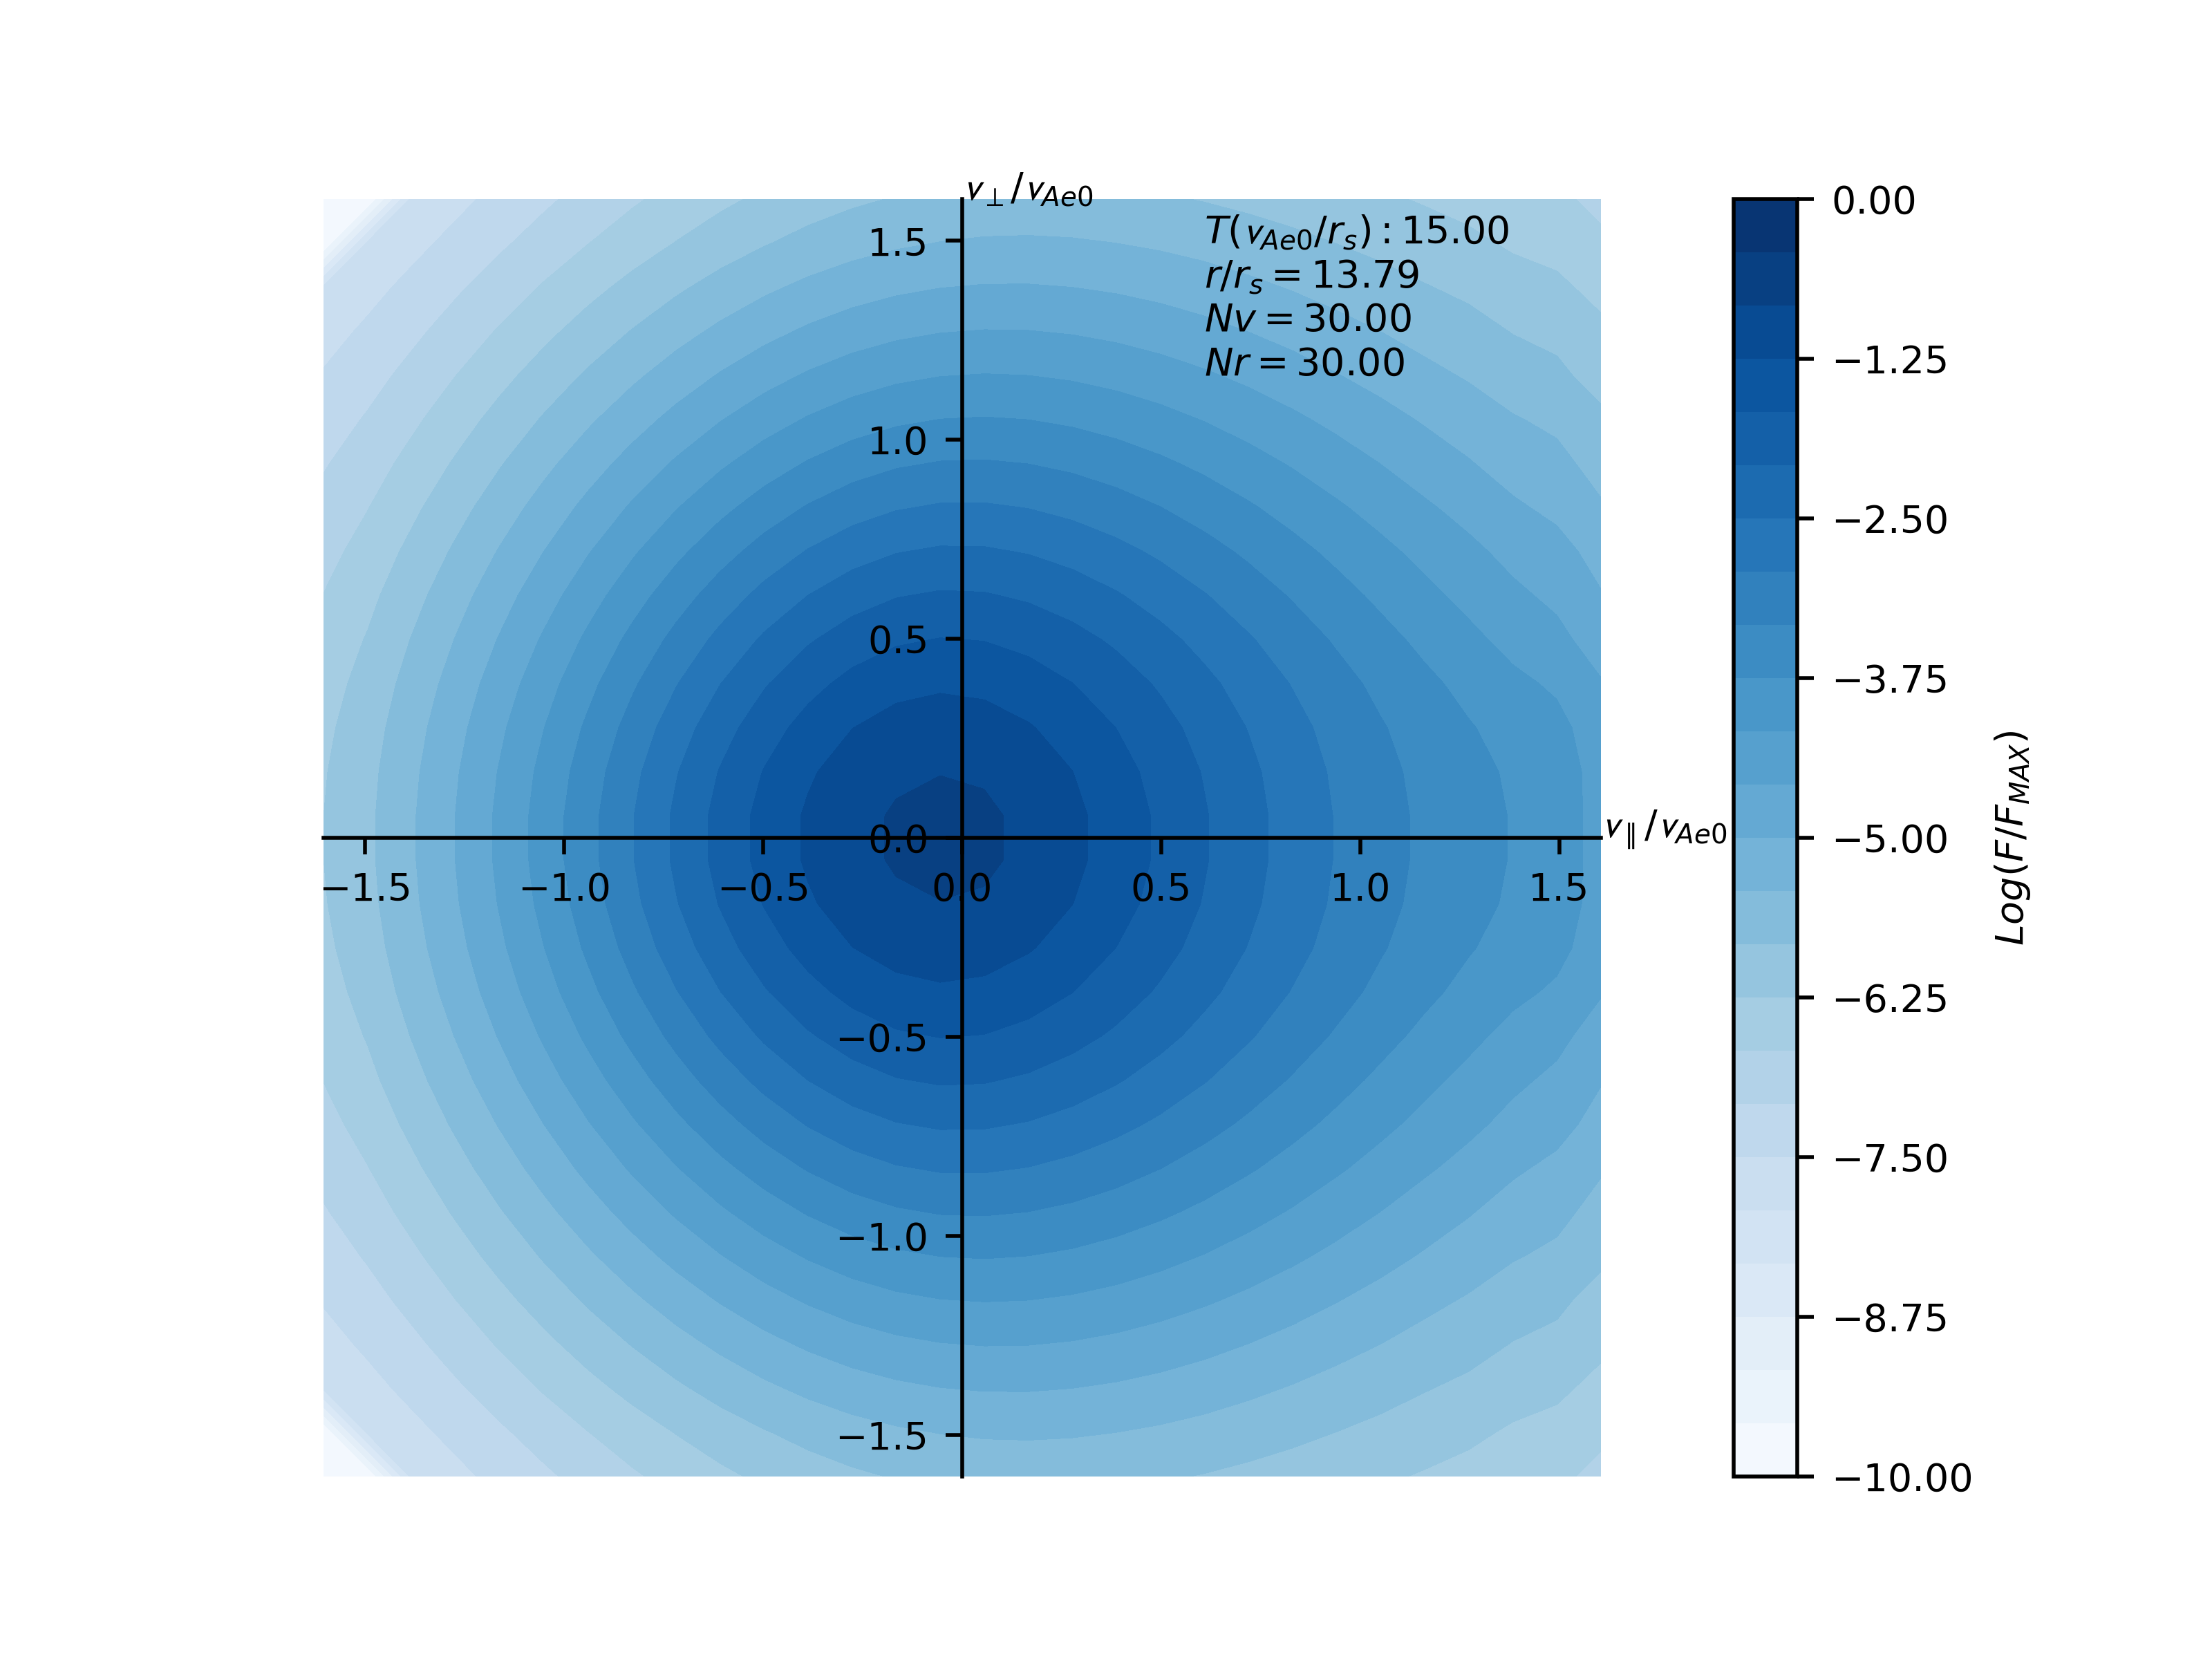 v⊥/vAe0
T(vAe0/rs) : 15.00
r/rs = 13.79
Nv = 30.00
Nr = 30.00
1.5
1.0
0.5
0.0
−0.5
−1.0
−1.5
−1.5 −1.0 −0.5 0.0 0.5 1.0 1.5
v∥/vAe0
0.00
−1.25
−2.50
−3.75
−5.00
−6.25
−7.50
−8.75
−10.00
Log(F/FMAX)